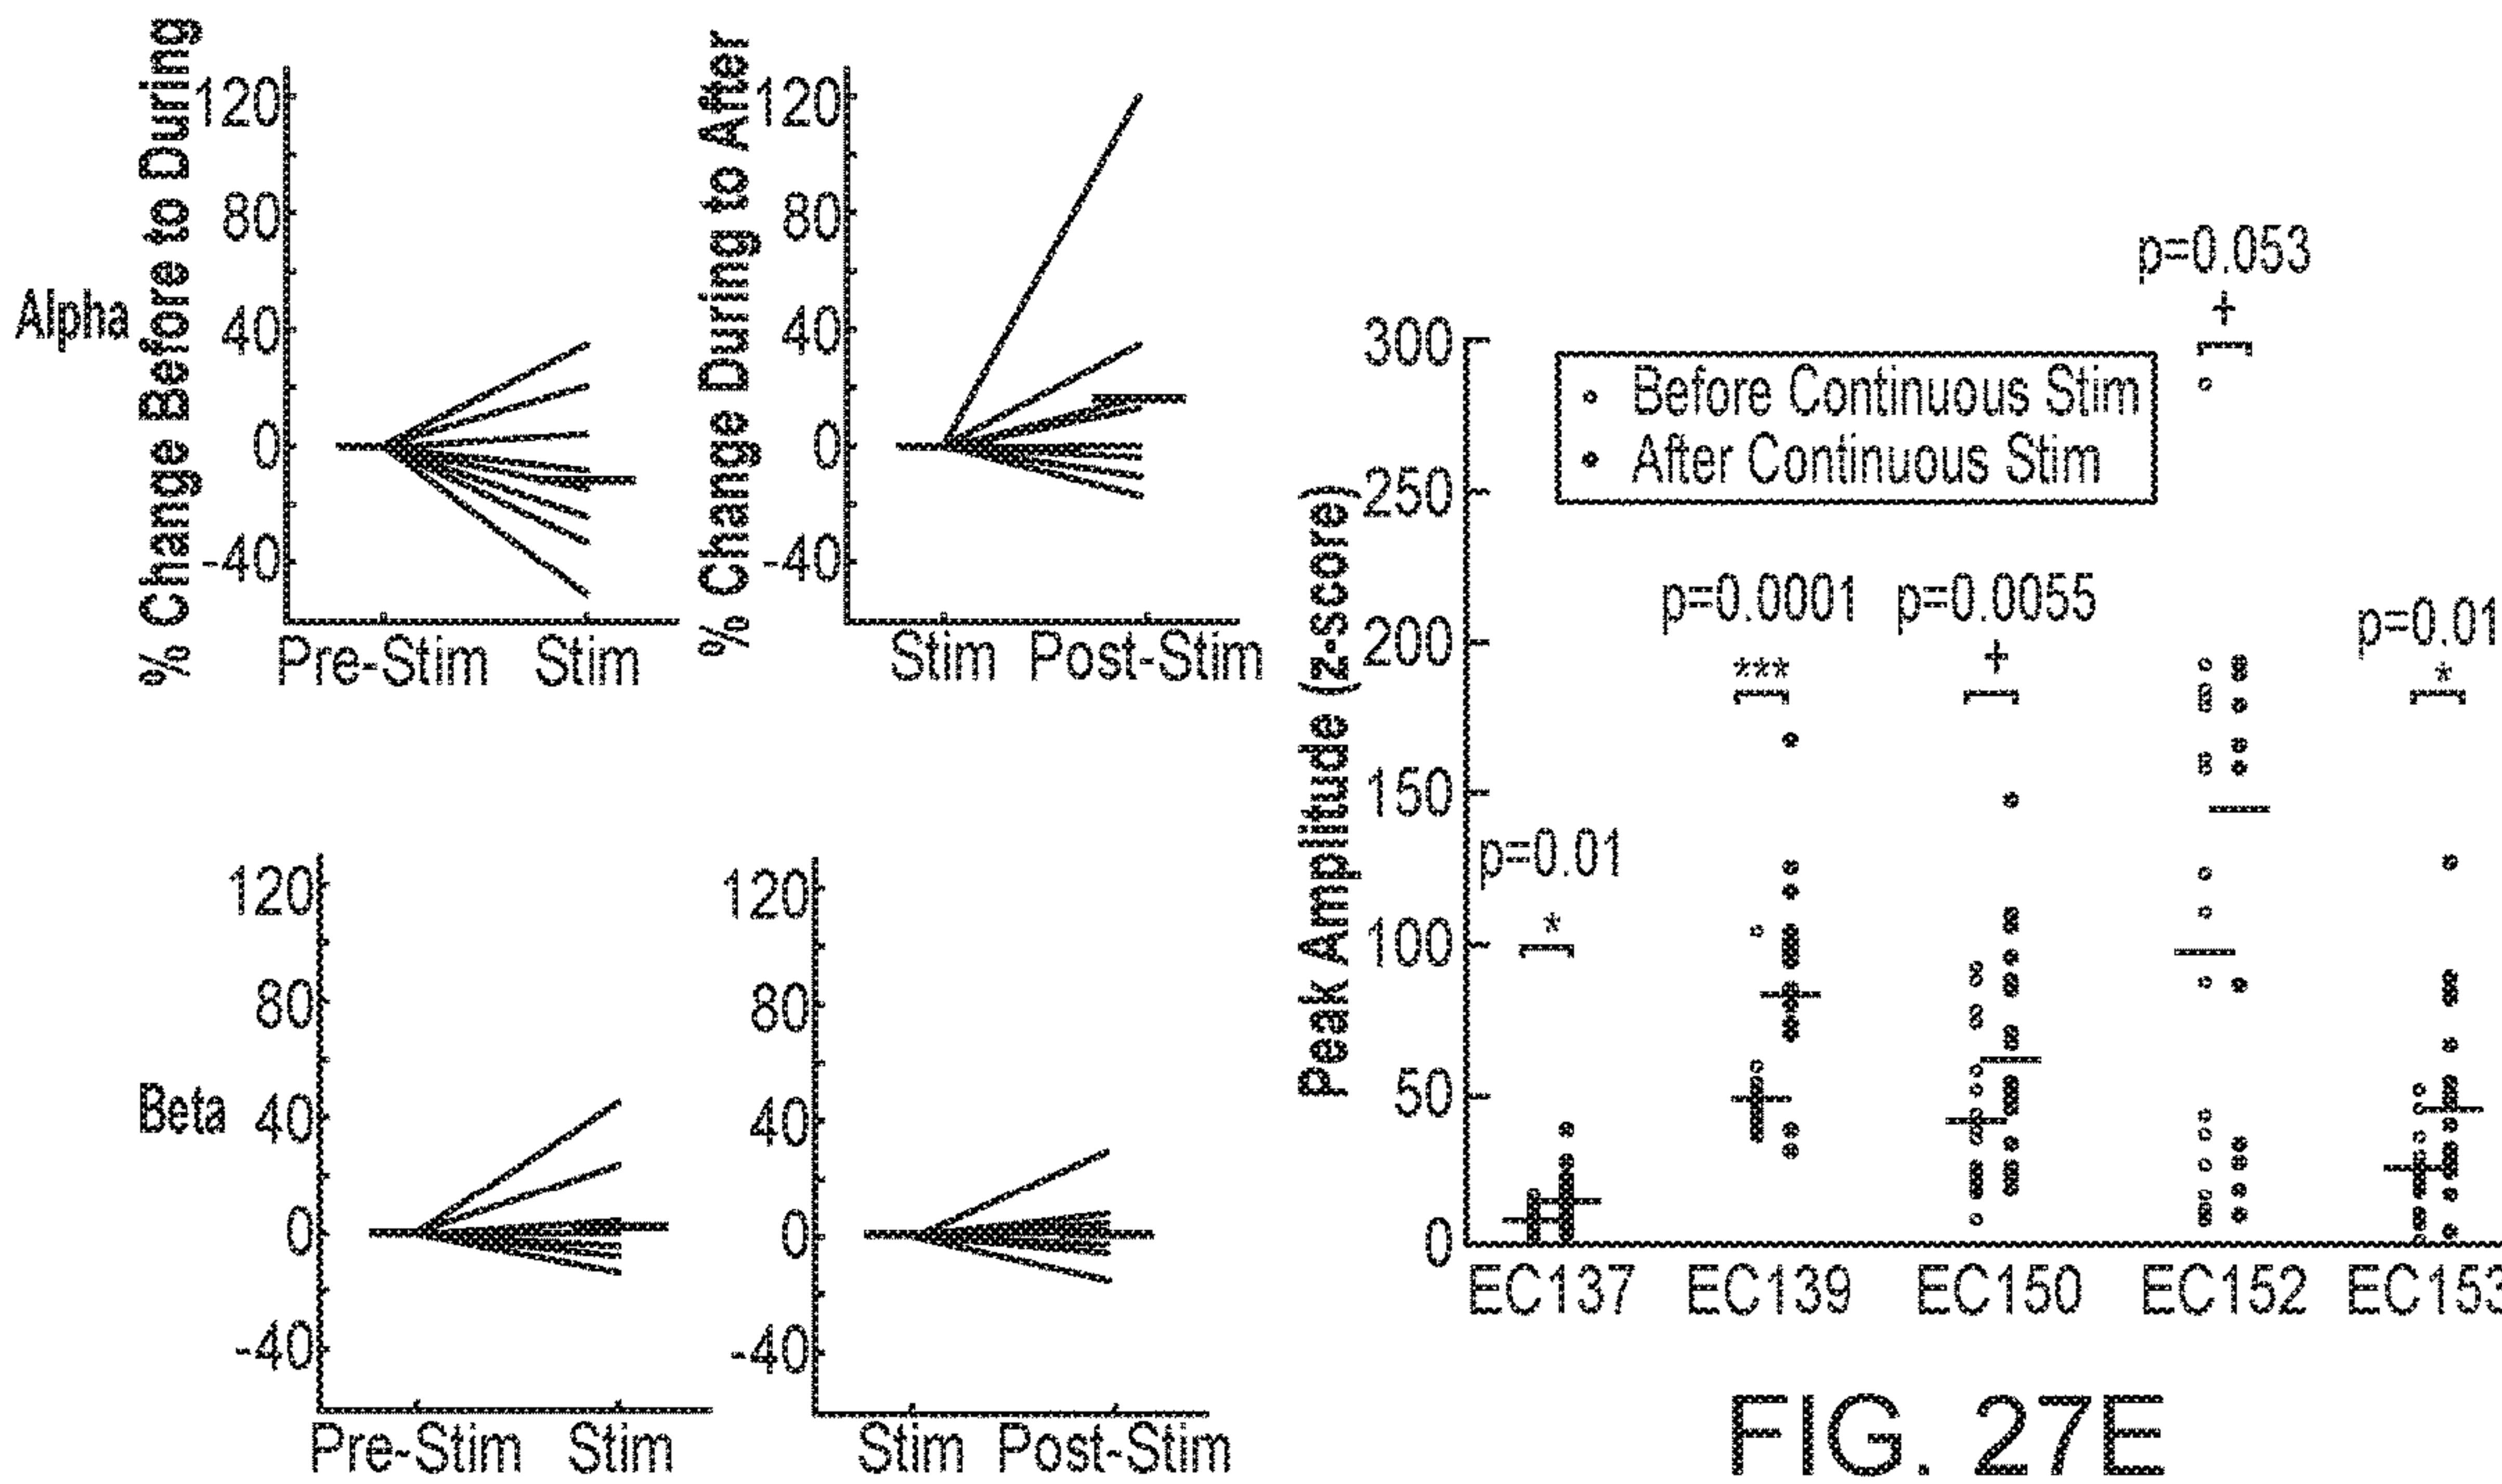 % Change Before to During
120
80
40
0
-40
Alpha
Pre-Stim Stim
% Change During to After
120
80
40
0
-40
Stim Post-Stim
Beta
120
80
40
0
-40
Pre-Stim Stim
120
80
40
0
-40
Stim Post-Stim
Peak Amplitude (z-score)
300
250
200
150
100
50
0
Before Continuous Stim
After Continuous Stim
p=0.01
*
p=0.0001
***
p=0.0055
+
p=0.053
+
p=0.01
*
EC137 EC139 EC150 EC152 EC153
FIG. 27E